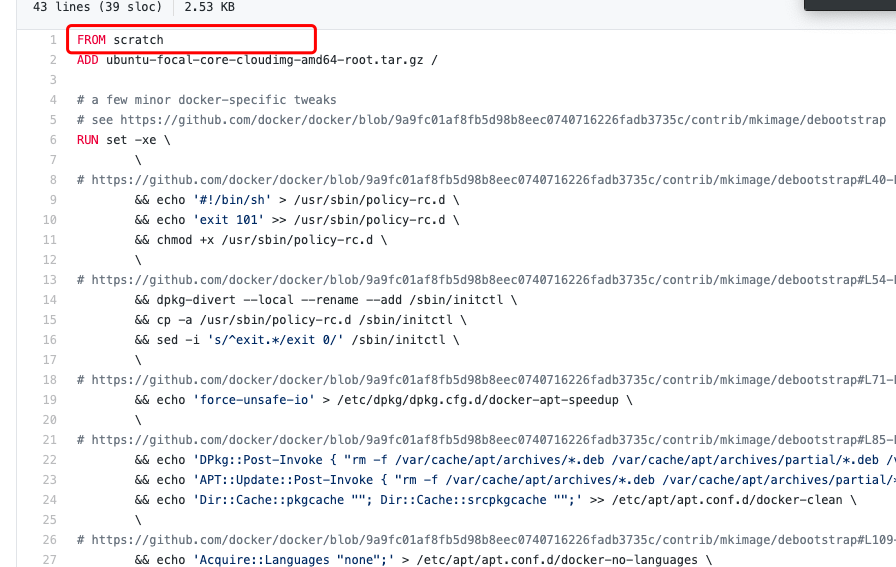 43 lines (39 sloc) 2.53 KB
1 FROM scratch
2 ADD ubuntu-focal-core-cloudimg-amd64-root.tar.gz /
3
4 # a few minor docker-specific tweaks
5 # see https://github.com/docker/docker/blob/9a9fc01af8fb5d98b8eec0740716226fadb3735c/contrib/mkimage/debootstrap
6 RUN set -xe \
7 \
8 # https://github.com/docker/docker/blob/9a9fc01af8fb5d98b8eec0740716226fadb3735c/contrib/mkimage/debootstrap#L40-
9 && echo '#!/bin/sh' > /usr/sbin/policy-rc.d \
10 && echo 'exit 101' >> /usr/sbin/policy-rc.d \
11 && chmod +x /usr/sbin/policy-rc.d \
12 \
13 # https://github.com/docker/docker/blob/9a9fc01af8fb5d98b8eec0740716226fadb3735c/contrib/mkimage/debootstrap#L54-
14 && dpkg-divert --local --rename --add /sbin/initctl \
15 && cp -a /usr/sbin/policy-rc.d /sbin/initctl \
16 && sed -i 's/^exit.*/exit 0/' /sbin/initctl \
17 \
18 # https://github.com/docker/docker/blob/9a9fc01af8fb5d98b8eec0740716226fadb3735c/contrib/mkimage/debootstrap#L71-
19 && echo 'force-unsafe-io' > /etc/dpkg/dpkg.cfg.d/docker-apt-speedup \
20 \
21 # https://github.com/docker/docker/blob/9a9fc01af8fb5d98b8eec0740716226fadb3735c/contrib/mkimage/debootstrap#L85-
22 && echo 'DPkg::Post-Invoke { "rm -f /var/cache/apt/archives/*.deb /var/cache/apt/archives/partial/*.deb /
23 && echo 'APT::Update::Post-Invoke { "rm -f /var/cache/apt/archives/*.deb /var/cache/apt/archives/partial/
24 && echo 'Dir::Cache::pkgcache ""; Dir::Cache::srcpkgcache "";' >> /etc/apt/apt.conf.d/docker-clean \
25 \
26 # https://github.com/docker/docker/blob/9a9fc01af8fb5d98b8eec0740716226fadb3735c/contrib/mkimage/debootstrap#L109-
27 && echo 'Acquire::Languages "none";' > /etc/apt/apt.conf.d/docker-no-languages \